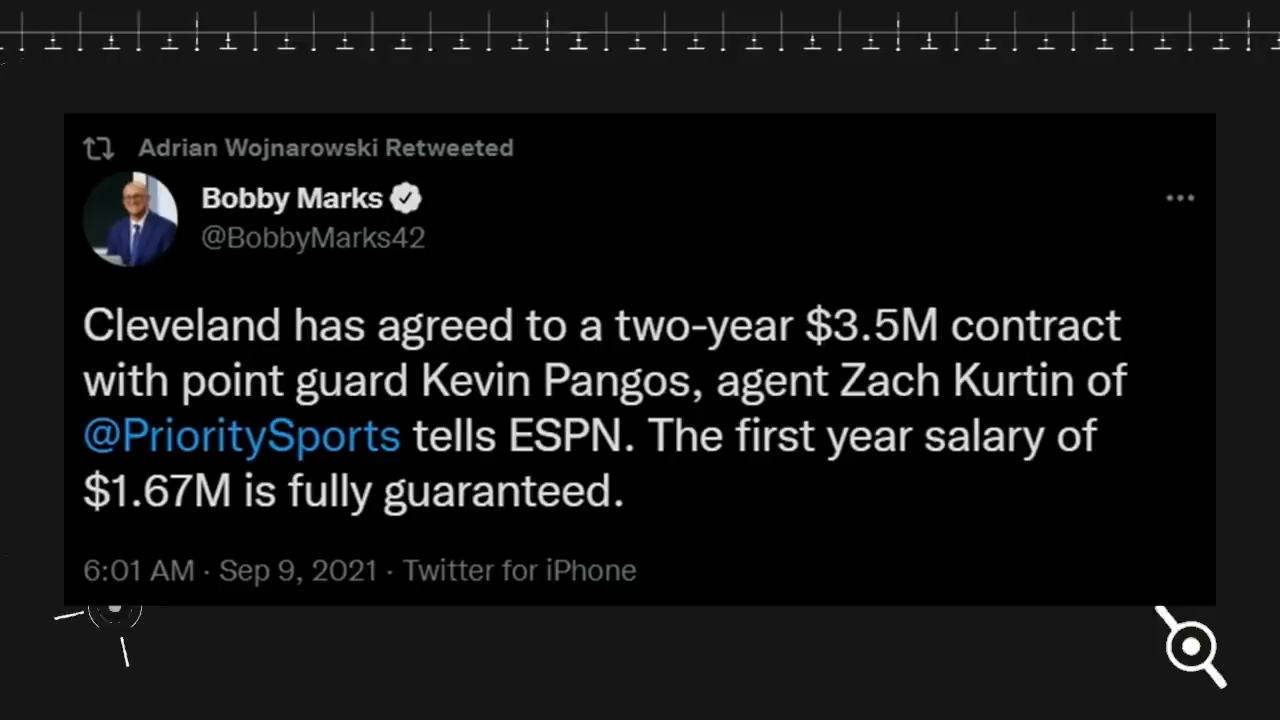 Adrian Wojnarowski Retweeted
Bobby Marks
@BobbyMarks42
Cleveland has agreed to a two-year $3.5M contract
with point guard Kevin Pangos, agent Zach Kurtin of
@PrioritySports tells ESPN. The first year salary of
$1.67M is fully guaranteed.
6:01 AM · Sep 9, 2021 · Twitter for iPhone